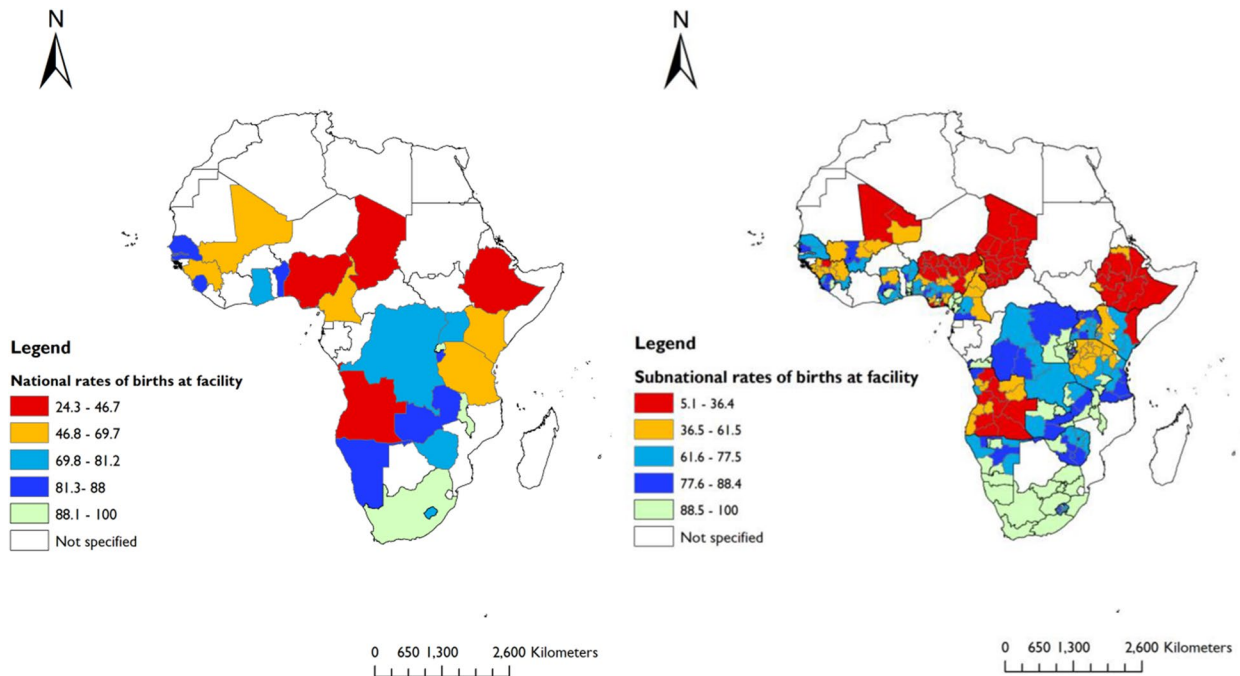 N
Legend
National rates of births at facility
24.3 - 46.7
46.8 - 69.7
69.8 - 81.2
81.3- 88
88.1 - 100
Not specified
0 650 1,300 2,600 Kilometers
N
Legend
Subnational rates of births at facility
5.1 - 36.4
36.5 - 61.5
61.6 - 77.5
77.6 - 88.4
88.5 - 100
Not specified
0 650 1,300 2,600 Kilometers